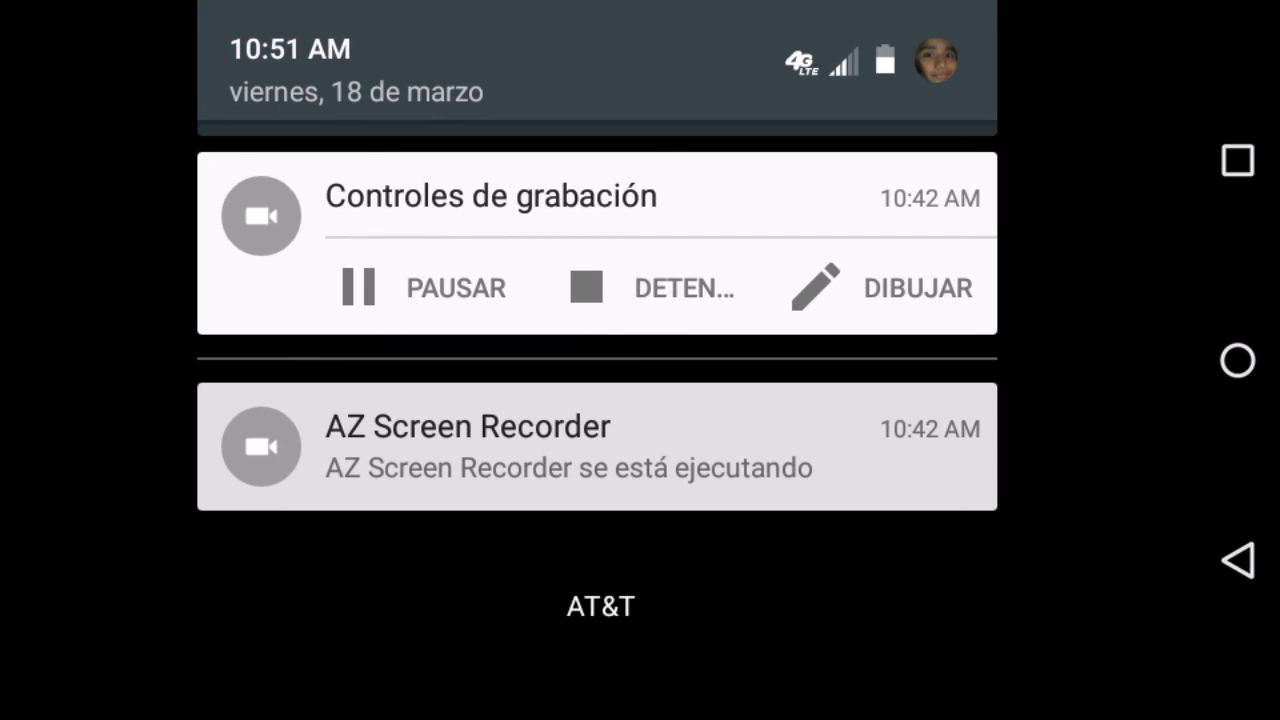 10:51 AM
4G LTE
viernes, 18 de marzo
Controles de grabación
10:42 AM
PAUSAR
DETEN...
DIBUJAR
AZ Screen Recorder
10:42 AM
AZ Screen Recorder se está ejecutando
AT&T